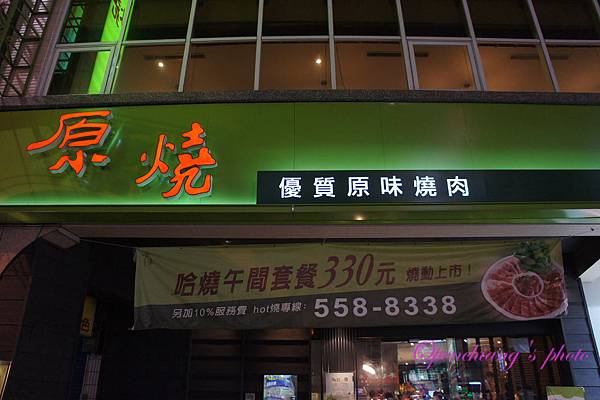 原燒
優質原味燒肉
哈燒午間套餐330元 燒動上市！
另加10%服務費 hot燒專線: 558-8338
's photo